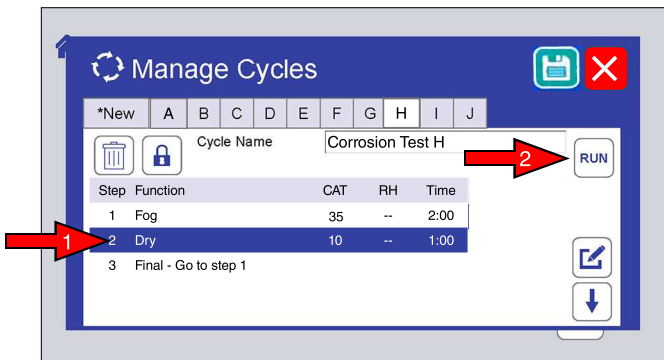 Manage Cycles
*New A B C D E F G H I J
Cycle Name Corrosion Test H
2
RUN
Step Function CAT RH Time
1 Fog 35 -- 2:00
1
2 Dry 10 -- 1:00
3 Final - Go to step 1